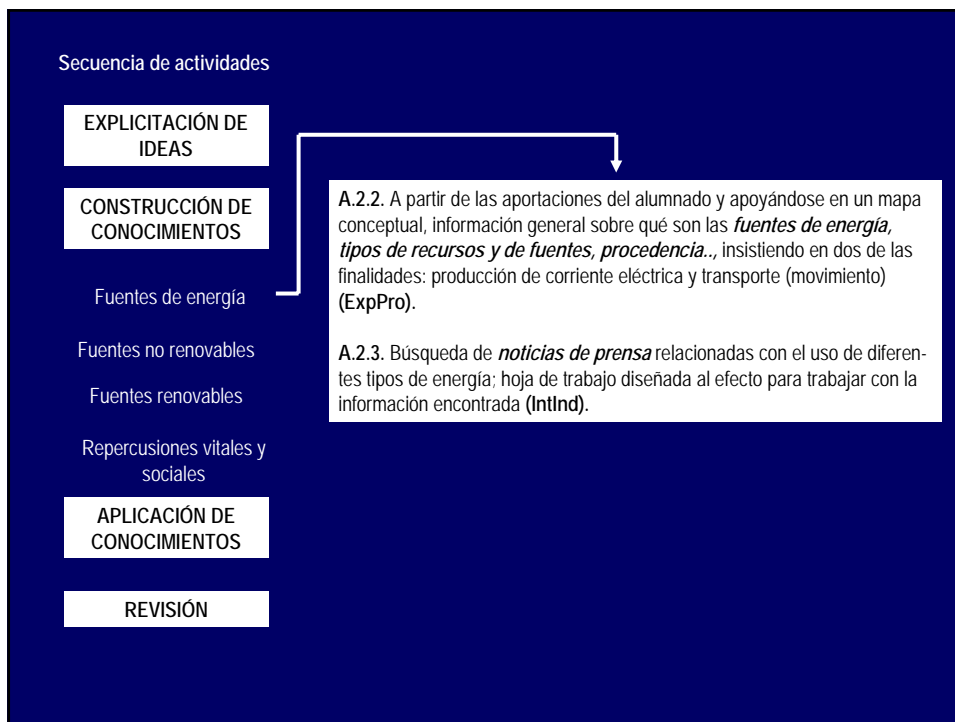 Secuencia de actividades
EXPLICITACIÓN DE
IDEAS
CONSTRUCCIÓN DE
CONOCIMIENTOS
Fuentes de energía
Fuentes no renovables
Fuentes renovables
Repercusiones vitales y
sociales
APLICACIÓN DE
CONOCIMIENTOS
REVISIÓN
A.2.2. A partir de las aportaciones del alumnado y apoyándose en un mapa
conceptual, información general sobre qué son las fuentes de energía,
tipos de recursos y de fuentes, procedencia.., insistiendo en dos de las
finalidades: producción de corriente eléctrica y transporte (movimiento)
(ExpPro).
A.2.3. Búsqueda de noticias de prensa relacionadas con el uso de diferen-
tes tipos de energía; hoja de trabajo diseñada al efecto para trabajar con la
información encontrada (IntInd).